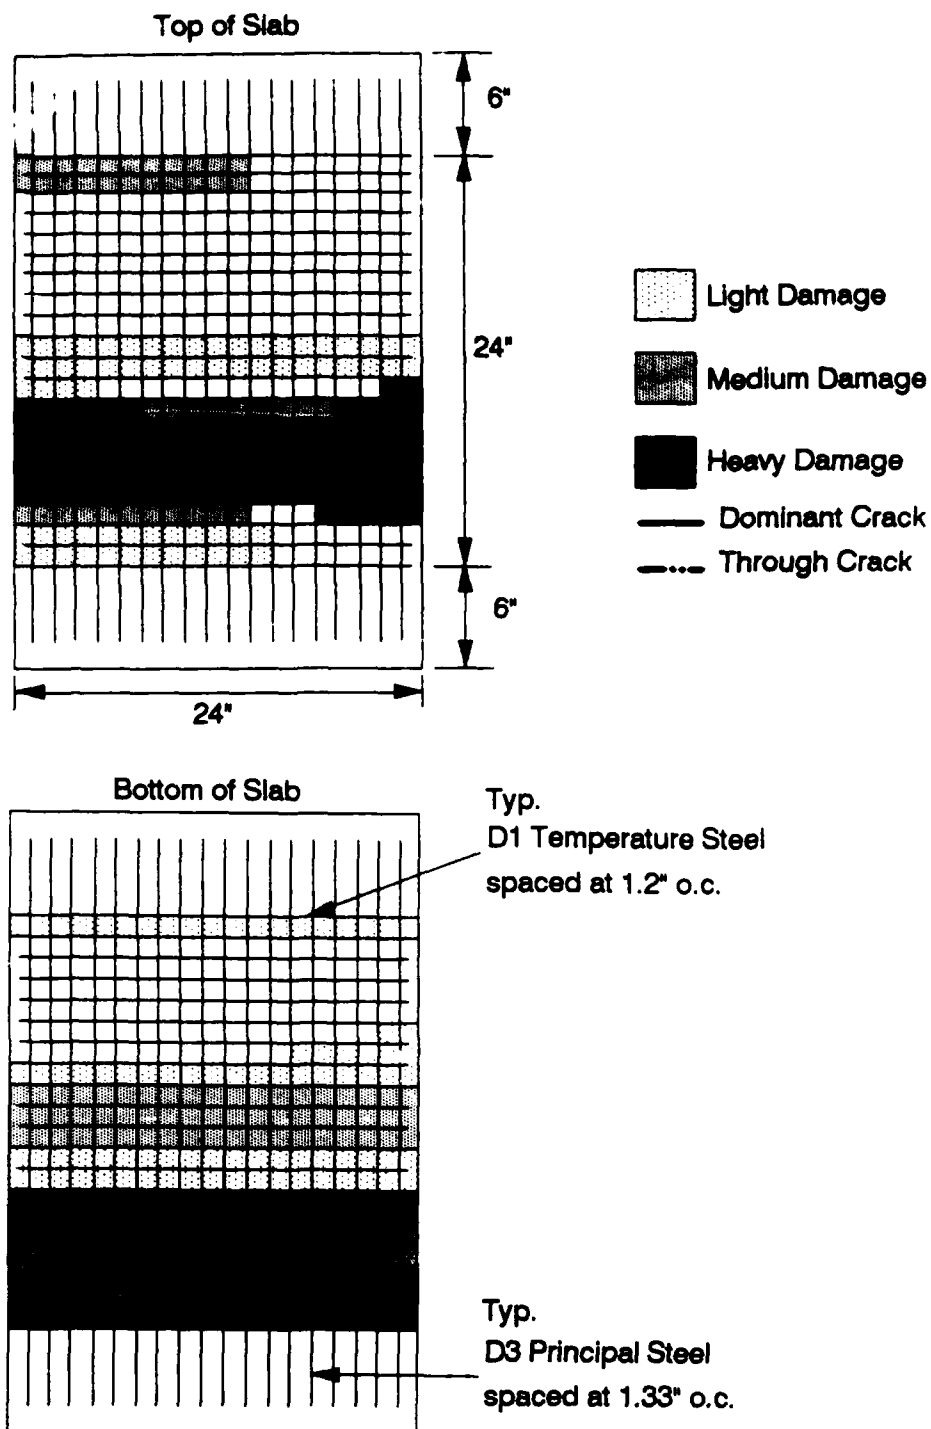 Top of Slab
6"
24"
6"
24"
Light Damage
Medium Damage
Heavy Damage
Dominant Crack
Through Crack
Bottom of Slab
Typ.
D1 Temperature Steel
spaced at 1.2" o.c.
Typ.
D3 Principal Steel
spaced at 1.33" o.c.